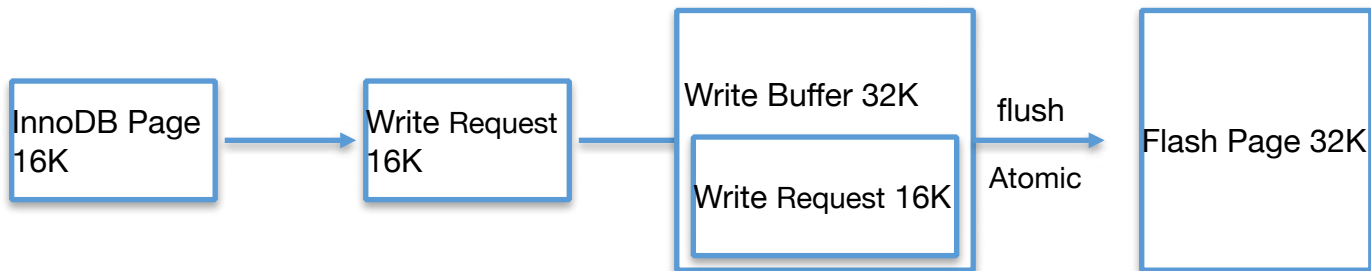 InnoDB Page
16K
Write Request
16K
Write Buffer 32K
Write Request 16K
flush
Atomic
Flash Page 32K